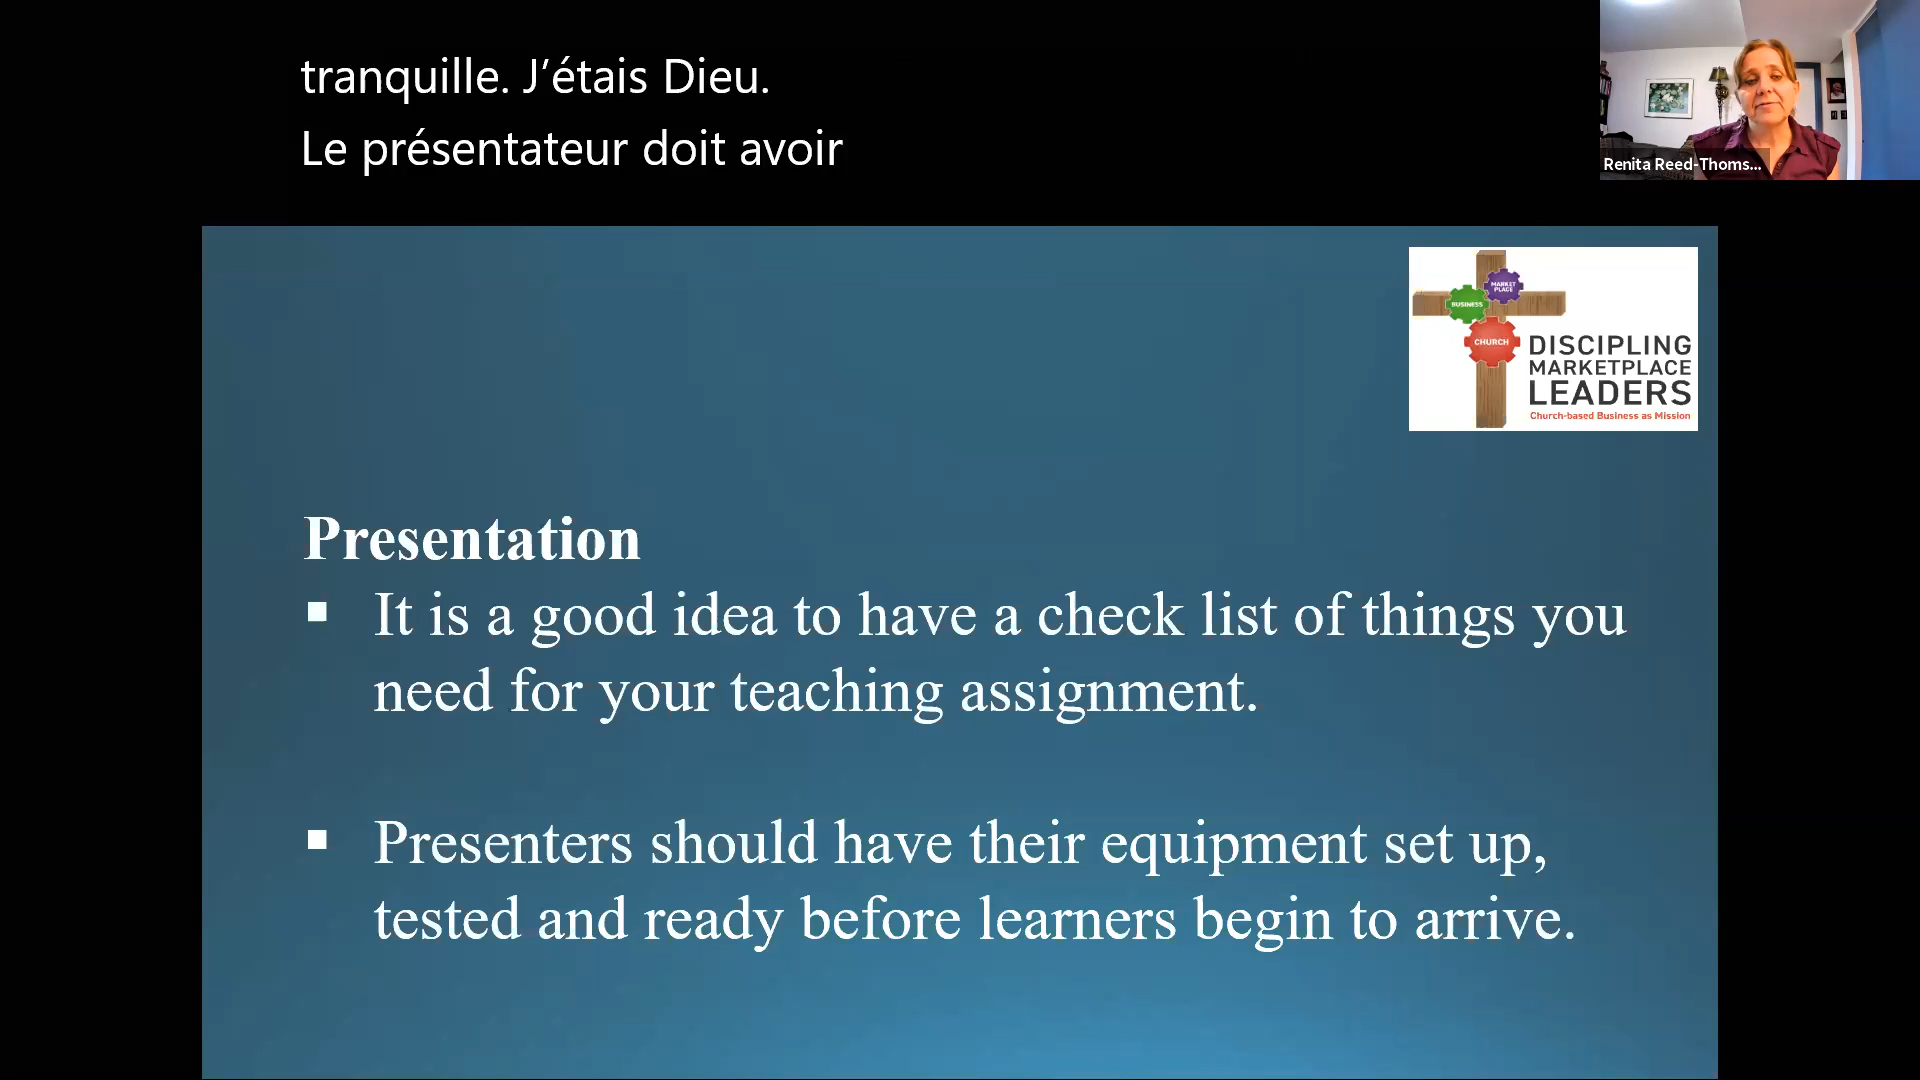 tranquille. J’étais Dieu.
Le présentateur doit avoir
Renita Reed-Thoms...
MARKET
PLACE
BUSINESS
CHURCH
DISCIPLING
MARKETPLACE
LEADERS
Church-based Business as Mission
Presentation
▪ It is a good idea to have a check list of things you
need for your teaching assignment.
▪ Presenters should have their equipment set up,
tested and ready before learners begin to arrive.